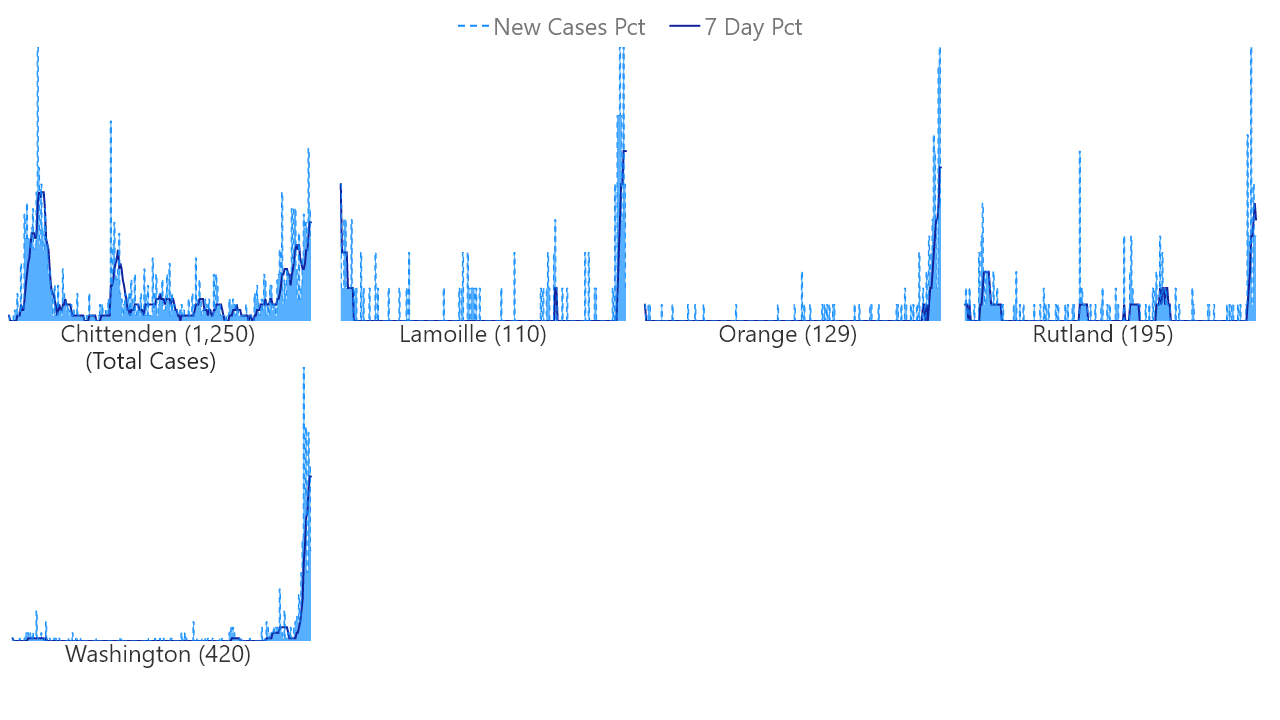 New Cases Pct 7 Day Pct
Chittenden (1,250)
(Total Cases)
Lamoille (110)
Orange (129)
Rutland (195)
Washington (420)